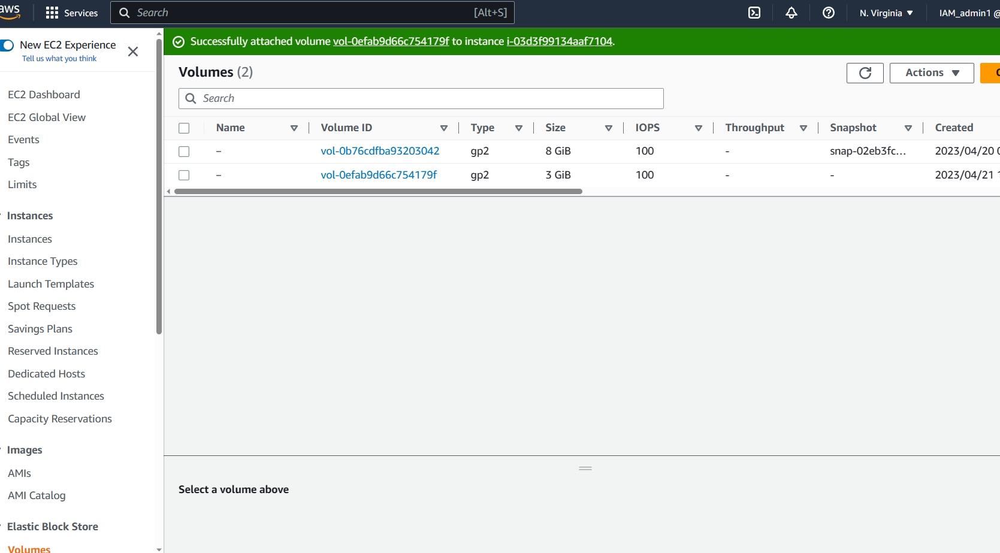 aws Services Search [Alt+S] N. Virginia IAM_admin1 @
New EC2 Experience
Tell us what you think
EC2 Dashboard
EC2 Global View
Events
Tags
Limits
Instances
Instances
Instance Types
Launch Templates
Spot Requests
Savings Plans
Reserved Instances
Dedicated Hosts
Scheduled Instances
Capacity Reservations
Images
AMIs
AMI Catalog
Elastic Block Store
Volumes
Successfully attached volume vol-0efab9d66c754179f to instance i-03d3f99134aaf7104.
Volumes (2)
Actions
Search
Name Volume ID Type Size IOPS Throughput Snapshot Created
– vol-0b76cdfba93203042 gp2 8 GiB 100 - snap-02eb3fc... 2023/04/20 0
– vol-0efab9d66c754179f gp2 3 GiB 100 - - 2023/04/21 1
Select a volume above